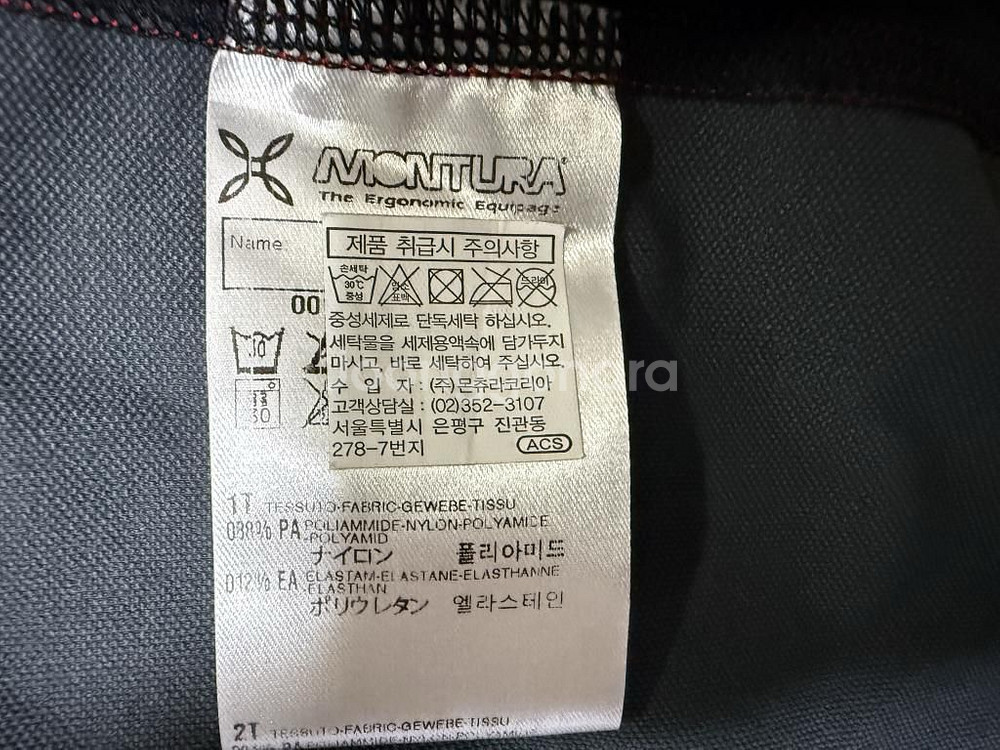 MONTURA
The Ergonomic Equipage
Name
제품 취급시 주의사항
손세탁 30℃ 중성
염소 표백
드라이
00
중성세제로 단독세탁 하십시오.
세탁물을 세제용액속에 담가두지
마시고, 바로 세탁하여 주십시오.
수 입 자 : (주)몬츄라코리아
고객상담실 : (02)352-3107
서울특별시 은평구 진관동
278-7번지
ACS
1T TESSUTO-FABRIC-GEWEBE-TISSU
088% PA POLIAMMIDE-NYLON-POLYAMIDE
-POLYAMID
ナイロン 폴리아미드
012% EA ELASTAM-ELASTANE-ELASTHANNE
-ELASTHAN
ポリウレタン 엘라스테인
2T TESSUTO-FABRIC-GEWEBE-TISSU